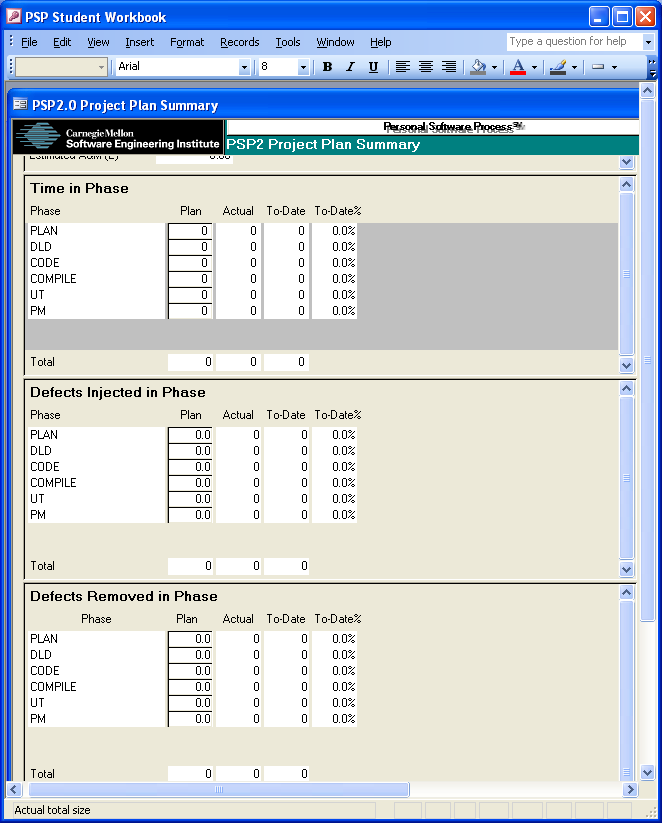 PSP Student Workbook
File Edit View Insert Format Records Tools Window Help Type a question for help
Arial 8 B I U A
PSP2.0 Project Plan Summary
CarnegieMellon
Software Engineering Institute
Personal Software Process℠
PSP2 Project Plan Summary
Time in Phase
Phase Plan Actual To-Date To-Date%
PLAN 0 0 0 0.0%
DLD 0 0 0 0.0%
CODE 0 0 0 0.0%
COMPILE 0 0 0 0.0%
UT 0 0 0 0.0%
PM 0 0 0 0.0%
Total 0 0 0
Defects Injected in Phase
Phase Plan Actual To-Date To-Date%
PLAN 0.0 0 0 0.0%
DLD 0.0 0 0 0.0%
CODE 0.0 0 0 0.0%
COMPILE 0.0 0 0 0.0%
UT 0.0 0 0 0.0%
PM 0.0 0 0 0.0%
Total 0 0 0
Defects Removed in Phase
Phase Plan Actual To-Date To-Date%
PLAN 0.0 0 0 0.0%
DLD 0.0 0 0 0.0%
CODE 0.0 0 0 0.0%
COMPILE 0.0 0 0 0.0%
UT 0.0 0 0 0.0%
PM 0.0 0 0 0.0%
Total 0 0 0
Actual total size